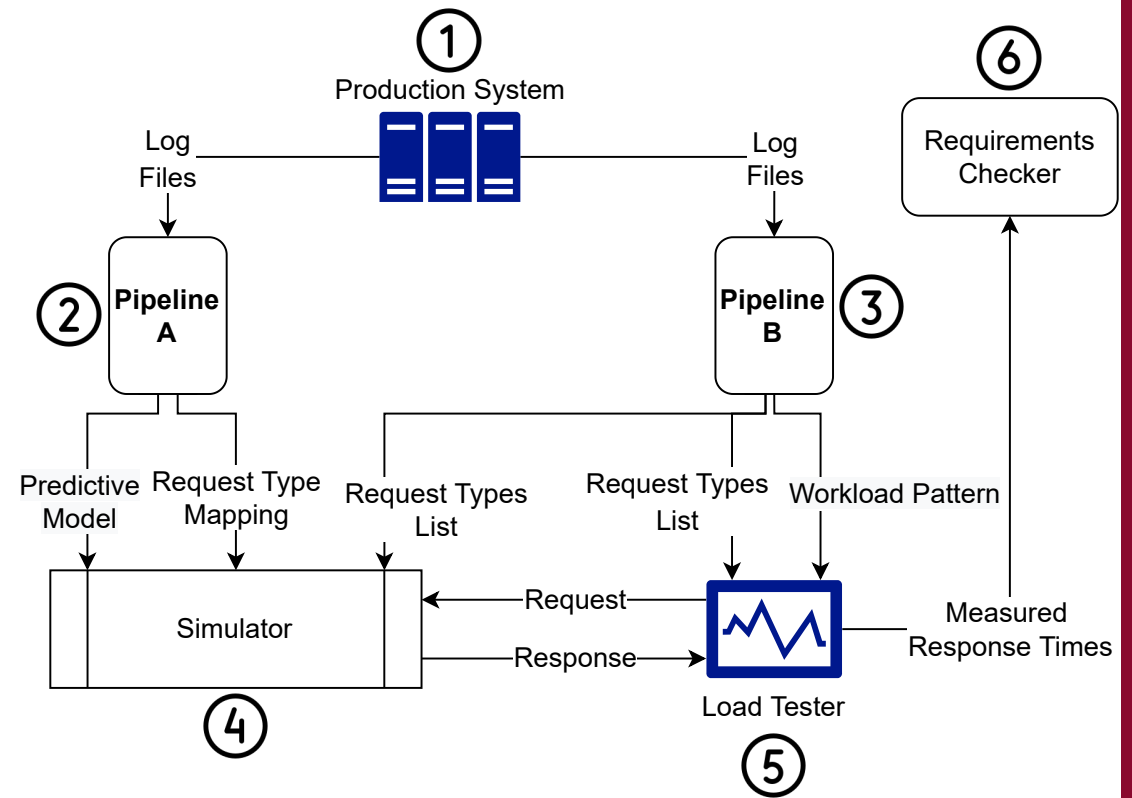 1
Production System
6
Requirements
Checker
Log
Files
Log
Files
2
Pipeline
A
Pipeline
B
3
Predictive
Model
Request Type
Mapping
Request Types
List
Request Types
List
Workload Pattern
Simulator
Request
Response
Measured
Response Times
Load Tester
4
5